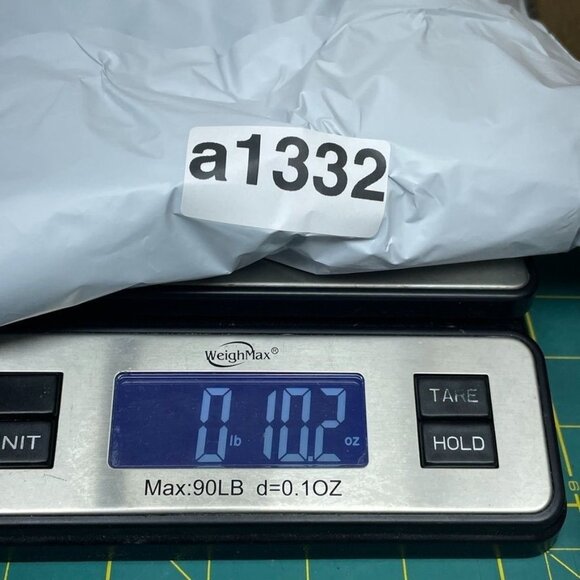 a1332
WeighMax®
0 lb 10.2 oz
TARE
NIT
HOLD
Max:90LB d=0.1OZ